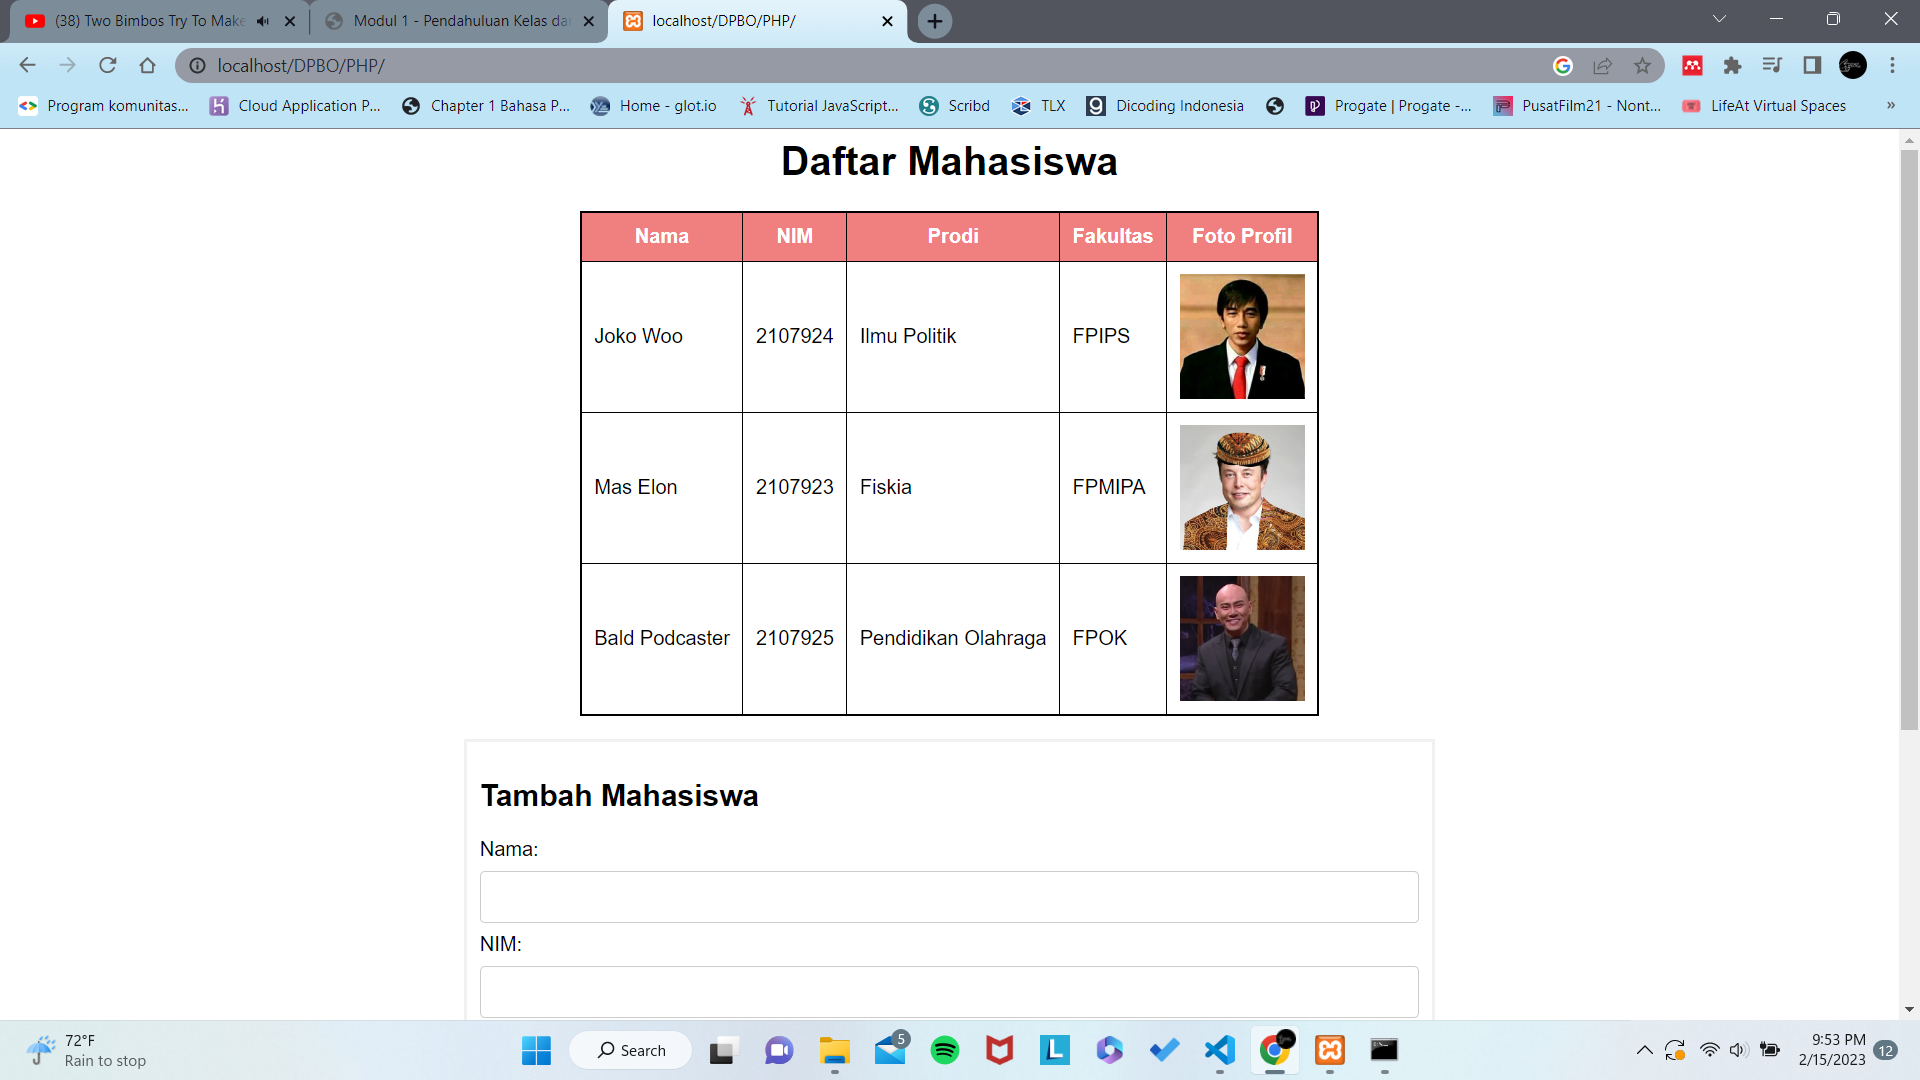 (38) Two Bimbos Try To Make
Modul 1 - Pendahuluan Kelas da
localhost/DPBO/PHP/
localhost/DPBO/PHP/
Program komunitas... Cloud Application P... Chapter 1 Bahasa P... Home - glot.io Tutorial JavaScript... Scribd TLX Dicoding Indonesia Progate | Progate -... PusatFilm21 - Nont... LifeAt Virtual Spaces »
Daftar Mahasiswa
Nama NIM Prodi Fakultas Foto Profil
Joko Woo 2107924 Ilmu Politik FPIPS
Mas Elon 2107923 Fiskia FPMIPA
Bald Podcaster 2107925 Pendidikan Olahraga FPOK
Tambah Mahasiswa
Nama:
NIM:
72°F
Rain to stop
Search
5
9:53 PM
2/15/2023
12